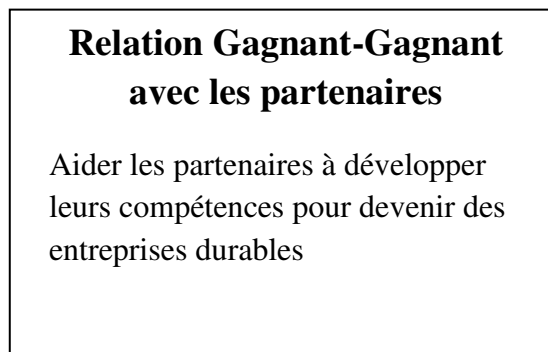 Relation Gagnant-Gagnant
avec les partenaires
Aider les partenaires à développer
leurs compétences pour devenir des
entreprises durables